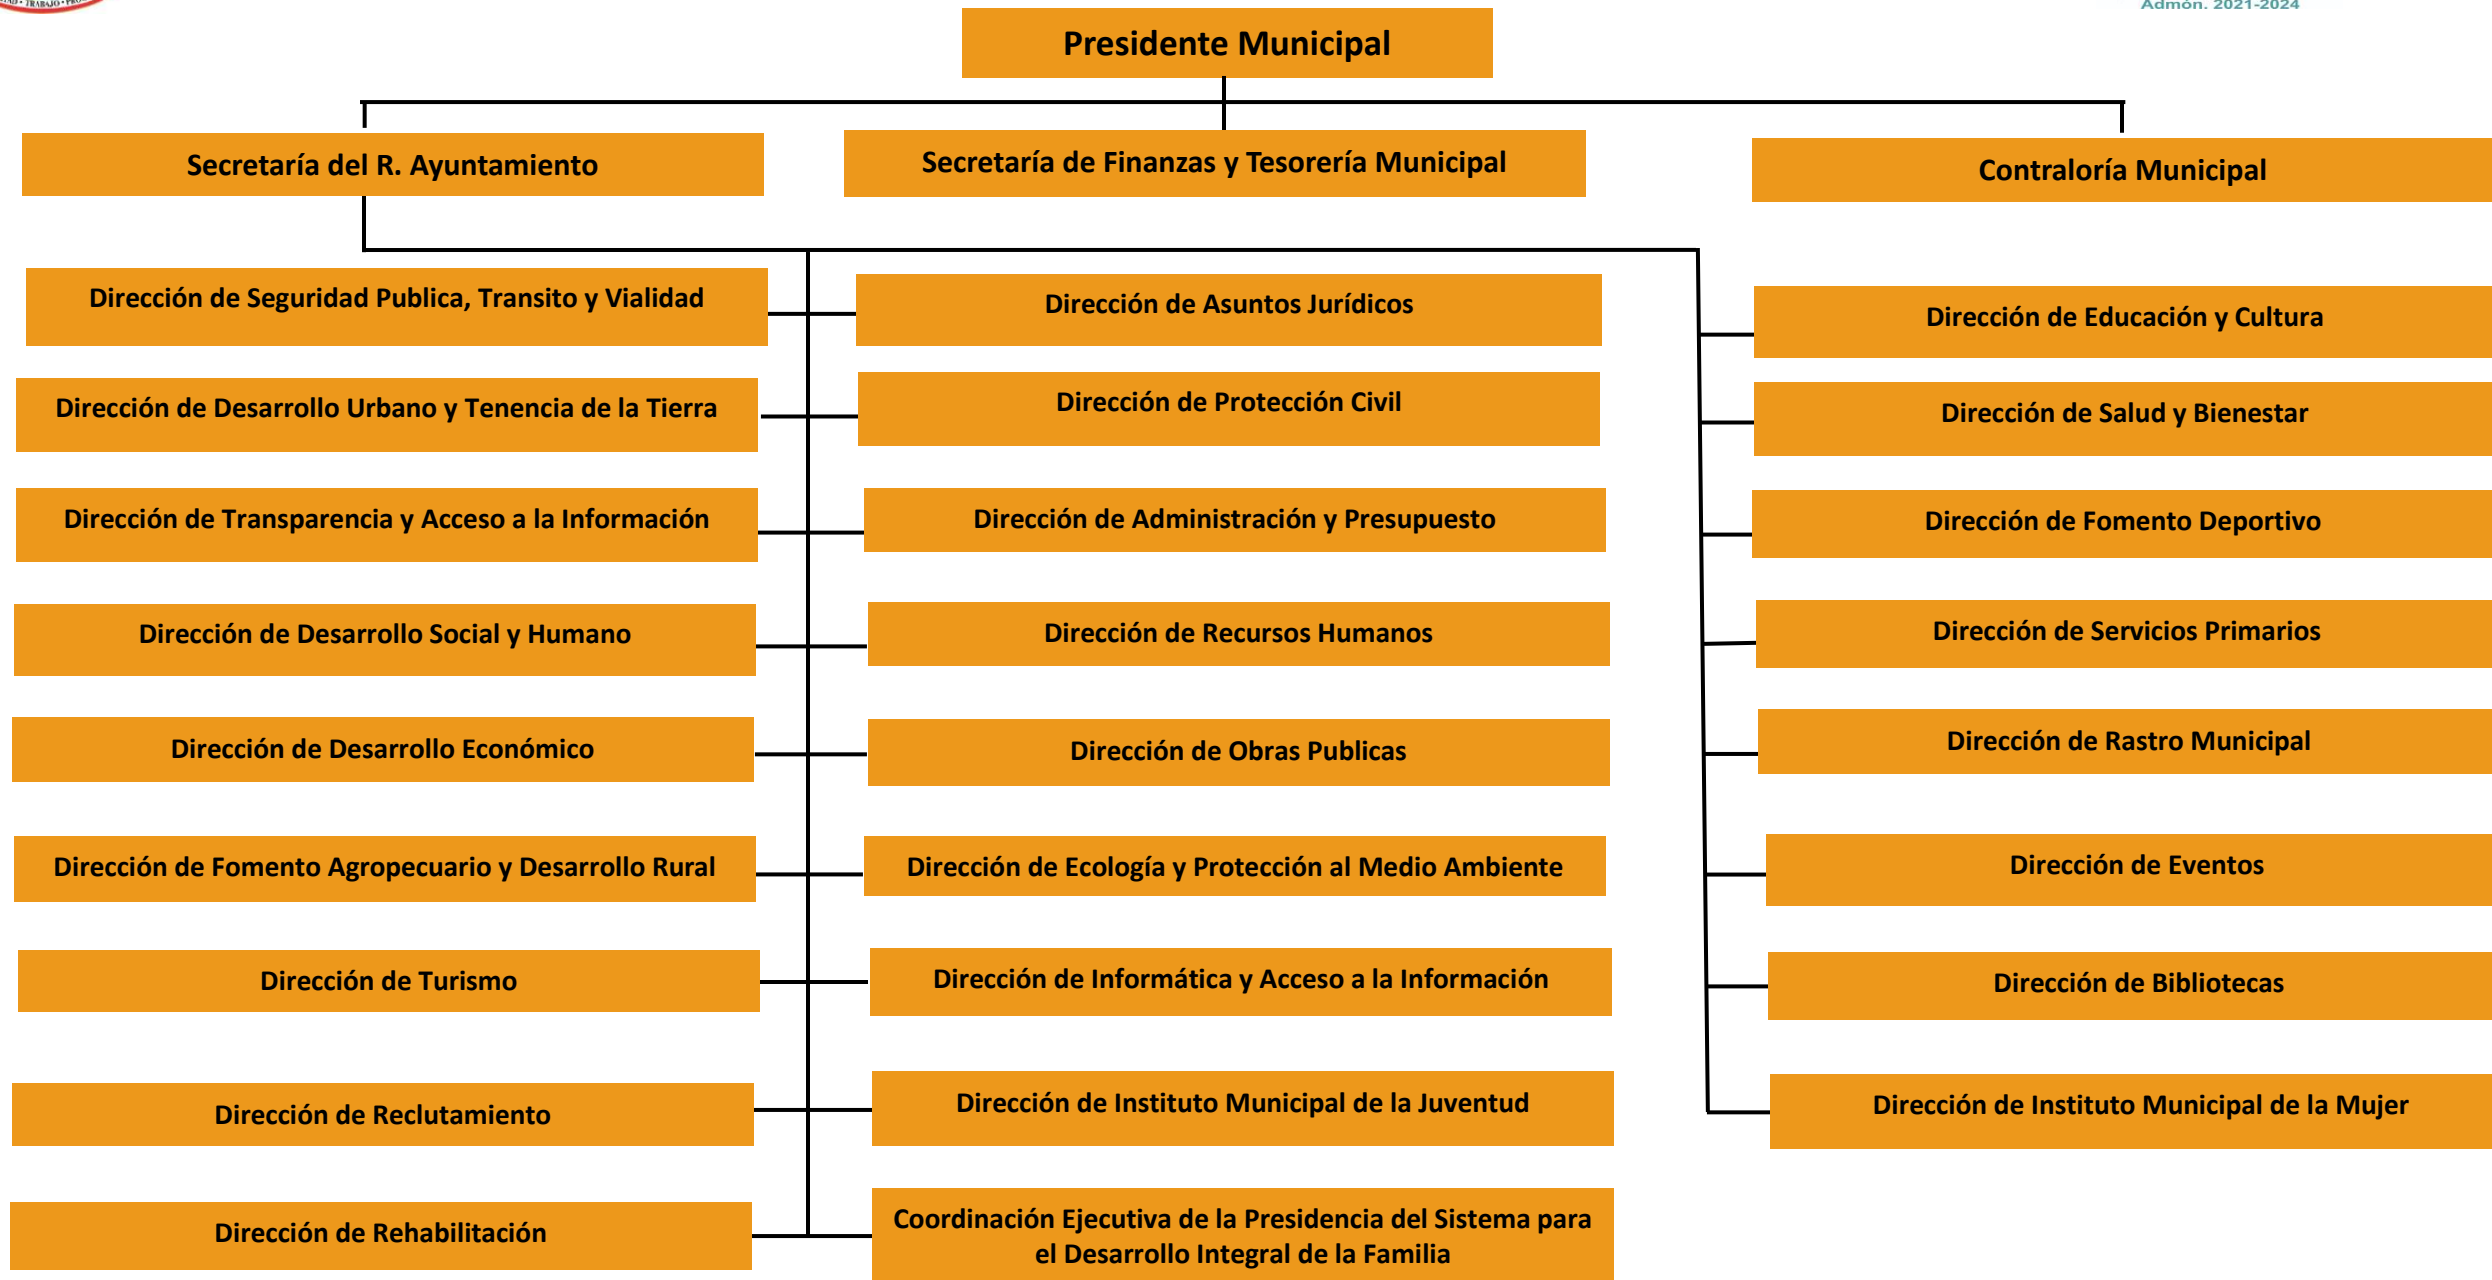 TRABAJO
Admón. 2021-2024
Presidente Municipal
Secretaría del R. Ayuntamiento
Secretaría de Finanzas y Tesorería Municipal
Contraloría Municipal
Dirección de Seguridad Publica, Transito y Vialidad
Dirección de Asuntos Jurídicos
Dirección de Educación y Cultura
Dirección de Desarrollo Urbano y Tenencia de la Tierra
Dirección de Protección Civil
Dirección de Salud y Bienestar
Dirección de Transparencia y Acceso a la Información
Dirección de Administración y Presupuesto
Dirección de Fomento Deportivo
Dirección de Desarrollo Social y Humano
Dirección de Recursos Humanos
Dirección de Servicios Primarios
Dirección de Desarrollo Económico
Dirección de Obras Publicas
Dirección de Rastro Municipal
Dirección de Fomento Agropecuario y Desarrollo Rural
Dirección de Ecología y Protección al Medio Ambiente
Dirección de Eventos
Dirección de Turismo
Dirección de Informática y Acceso a la Información
Dirección de Bibliotecas
Dirección de Reclutamiento
Dirección de Instituto Municipal de la Juventud
Dirección de Instituto Municipal de la Mujer
Dirección de Rehabilitación
Coordinación Ejecutiva de la Presidencia del Sistema para
el Desarrollo Integral de la Familia